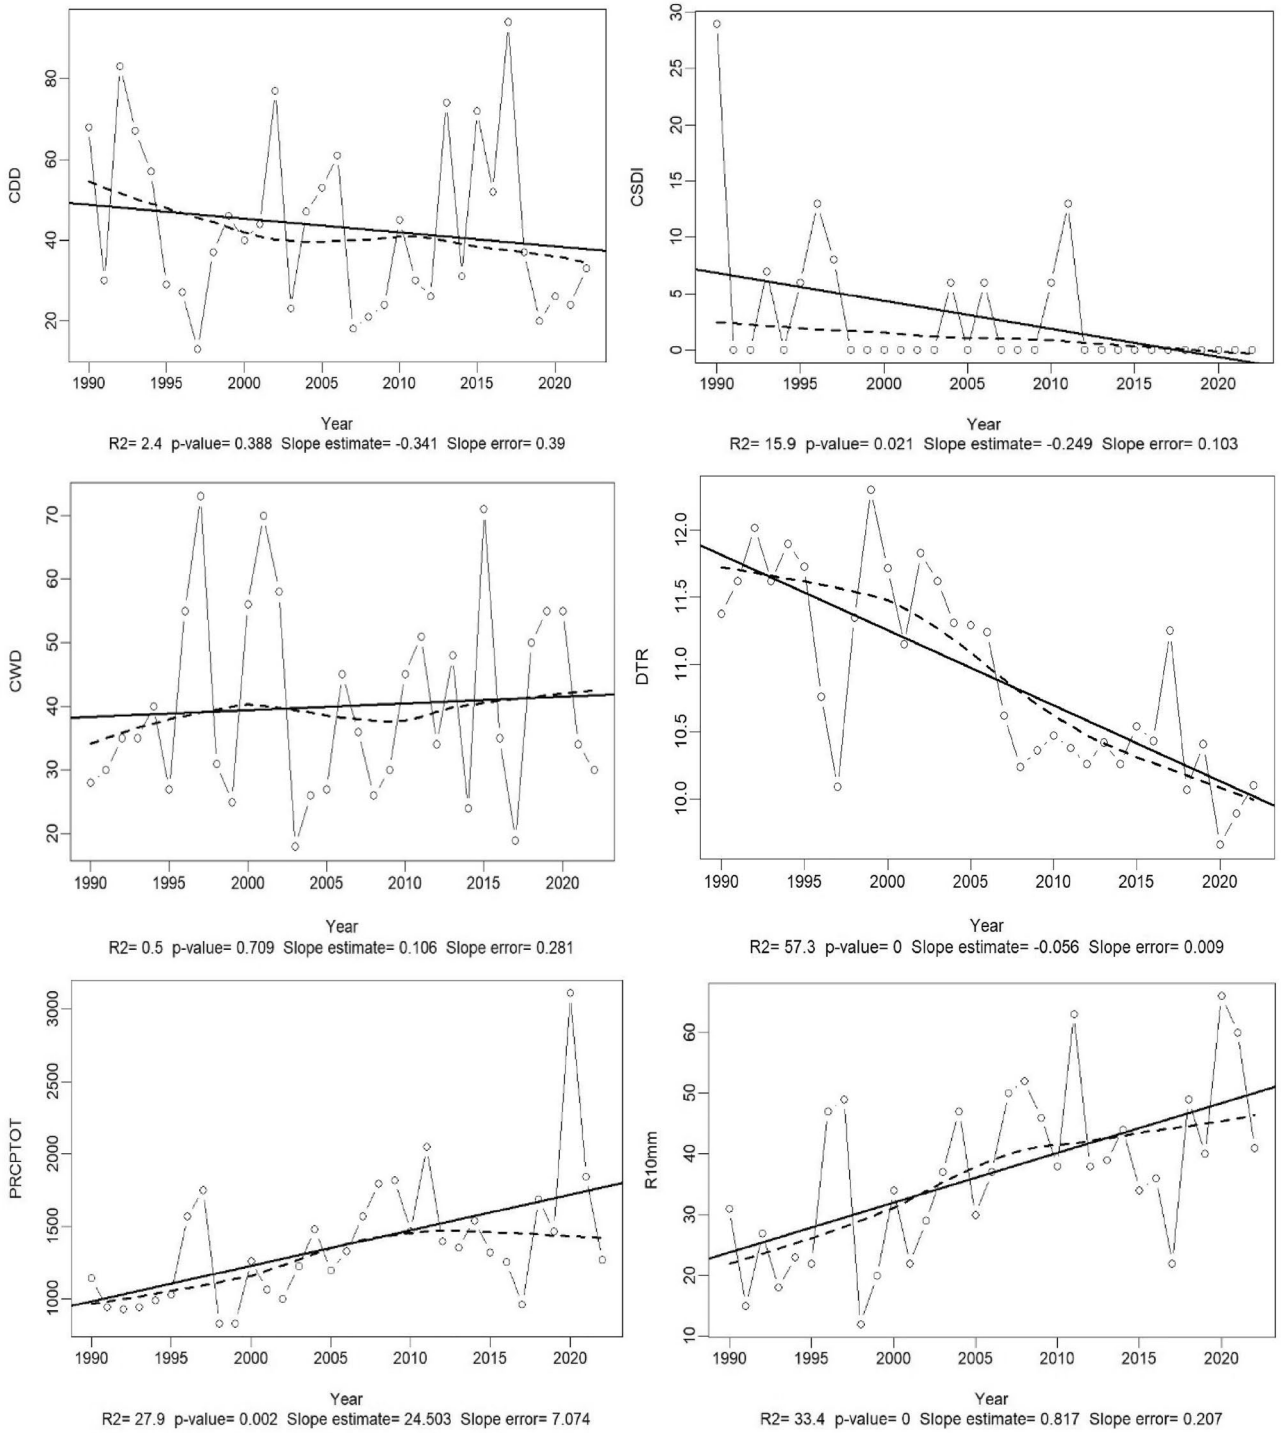 CDD
80
60
40
20
1990 1995 2000 2005 2010 2015 2020
Year
R2= 2.4 p-value= 0.388 Slope estimate= -0.341 Slope error= 0.39
CSDI
30
25
20
15
10
5
0
1990 1995 2000 2005 2010 2015 2020
Year
R2= 15.9 p-value= 0.021 Slope estimate= -0.249 Slope error= 0.103
CWD
70
60
50
40
30
20
1990 1995 2000 2005 2010 2015 2020
Year
R2= 0.5 p-value= 0.709 Slope estimate= 0.106 Slope error= 0.281
DTR
12.0
11.5
11.0
10.5
10.0
1990 1995 2000 2005 2010 2015 2020
Year
R2= 57.3 p-value= 0 Slope estimate= -0.056 Slope error= 0.009
PRCPTOT
3000
2500
2000
1500
1000
1990 1995 2000 2005 2010 2015 2020
Year
R2= 27.9 p-value= 0.002 Slope estimate= 24.503 Slope error= 7.074
R10mm
60
50
40
30
20
10
1990 1995 2000 2005 2010 2015 2020
Year
R2= 33.4 p-value= 0 Slope estimate= 0.817 Slope error= 0.207